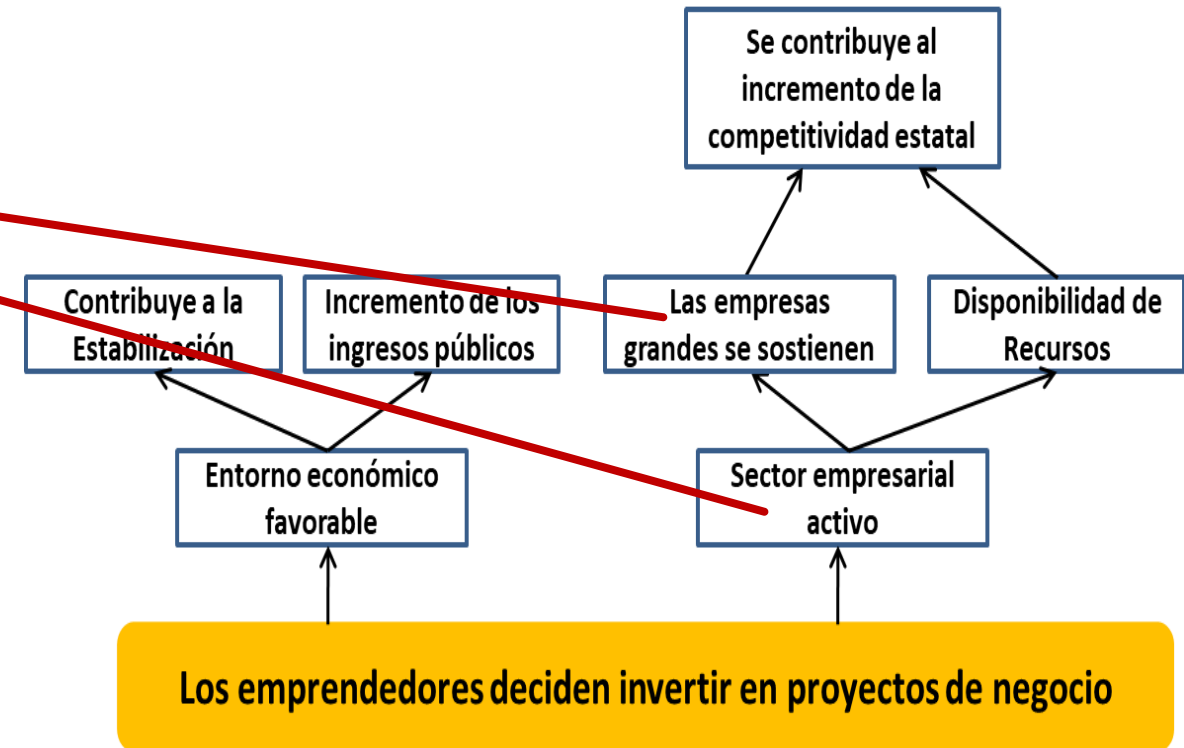 Se contribuye al
incremento de la
competitividad estatal
Contribuye a la
Estabilización
Incremento de los
ingresos públicos
Las empresas
grandes se sostienen
Disponibilidad de
Recursos
Entorno económico
favorable
Sector empresarial
activo
Los emprendedores deciden invertir en proyectos de negocio